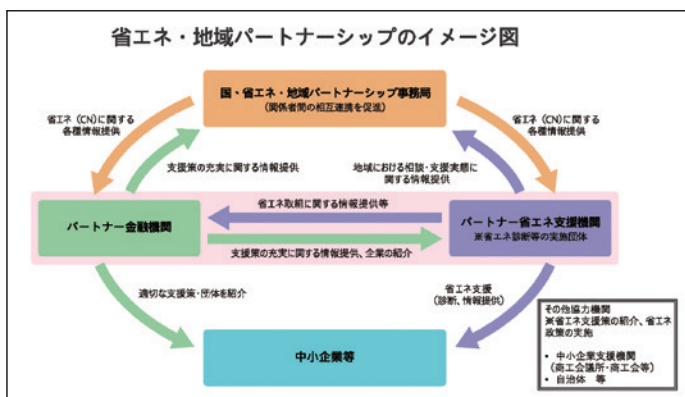 省エネ・地域パートナーシップのイメージ図
国、省エネ・地域パートナーシップ事務局
(関係者間の相互連携を促進)
省エネ（CN）に関する
各種情報提供
省エネ（CN）に関する
各種情報提供
支援策の充実に関する情報提供
地域における相談・支援実態に
関する情報提供
パートナー金融機関
省エネ取組に関する情報提供等
支援策の充実に関する情報提供、企業の紹介
パートナー省エネ支援機関
※省エネ診断等の実施団体
適切な支援策・団体を紹介
省エネ支援
（診断、情報提供）
中小企業等
その他協力機関
※省エネ支援策の紹介、省エネ
政策の実施
• 中小企業支援機関
（商工会議所・商工会等）
• 自治体　等